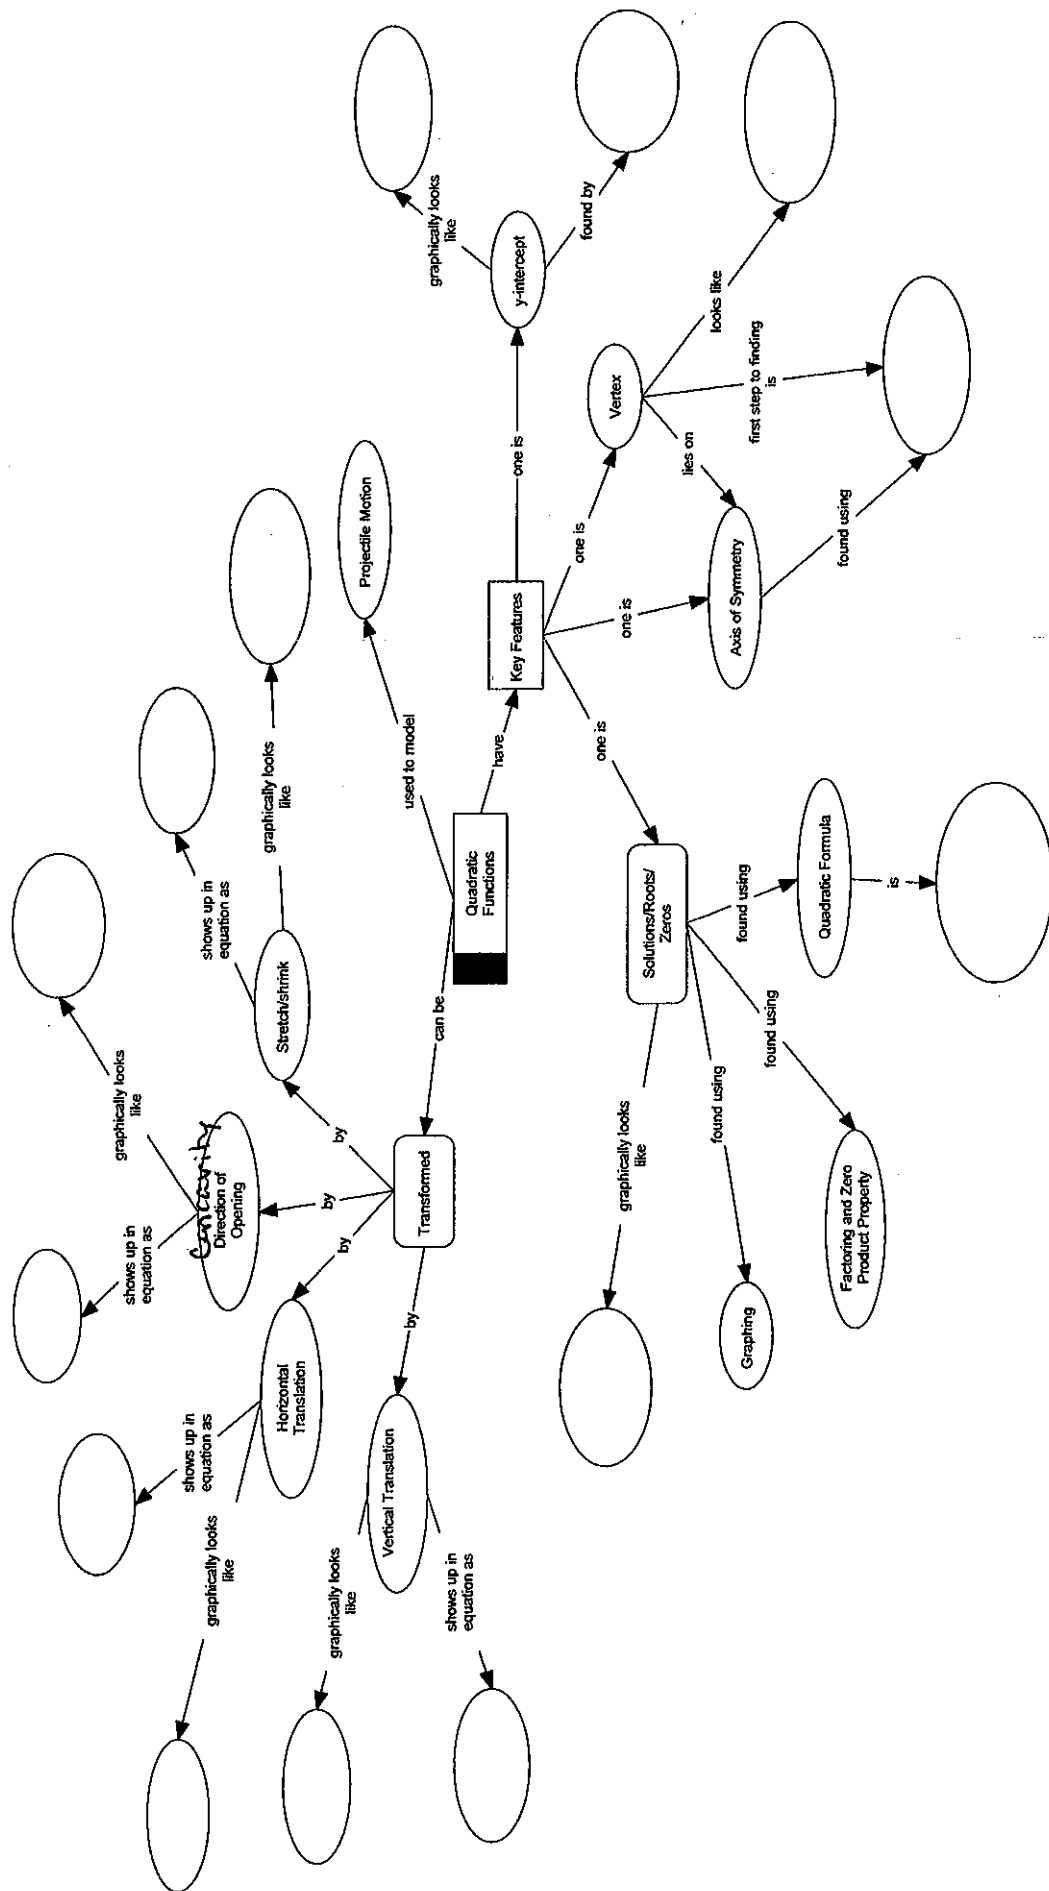 graphically looks
like
shows up in
equation as
Concavity
Direction of
Opening
shows up in
equation as
graphically looks
like
Stretch/shrink
shows up in
equation as
graphically looks
like
Horizontal
Translation
graphically looks
like
shows up in
equation as
Vertical Translation
by
by
by
by
Transformed
can be
Quadratic
Functions
used to model
Projectile Motion
have
Key Features
one is
y-intercept
graphically looks
like
found by
one is
Vertex
looks like
first step to finding
is
lies on
one is
Axis of Symmetry
found using
one is
Solutions/Roots/
Zeros
graphically looks
like
found using
Graphing
found using
Factoring and Zero
Product Property
found using
Quadratic Formula
is